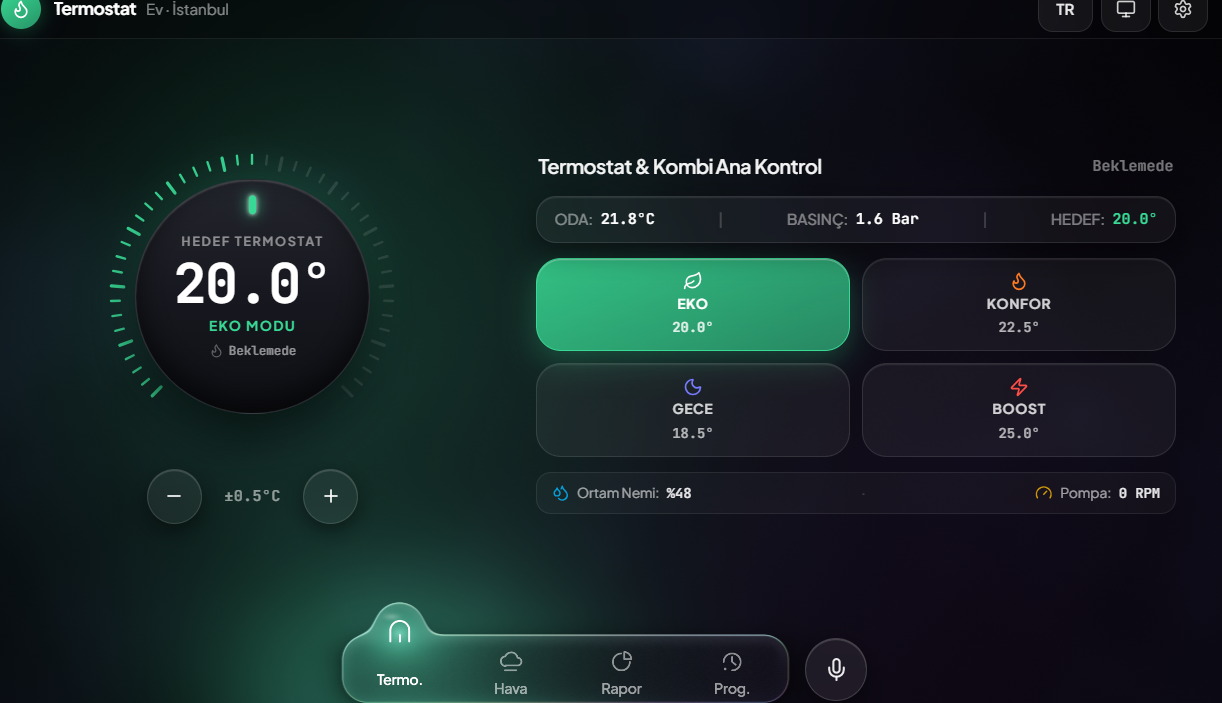 Termostat Ev · İstanbul
TR
HEDEF TERMOSTAT
20.0°
EKO MODU
Beklemede
− ±0.5°C +
Termostat & Kombi Ana Kontrol
Beklemede
ODA: 21.8°C | BASINÇ: 1.6 Bar | HEDEF: 20.0°
EKO
20.0°
KONFOR
22.5°
GECE
18.5°
BOOST
25.0°
Ortam Nemi: %48 · Pompa: 0 RPM
Termo.
Hava
Rapor
Prog.